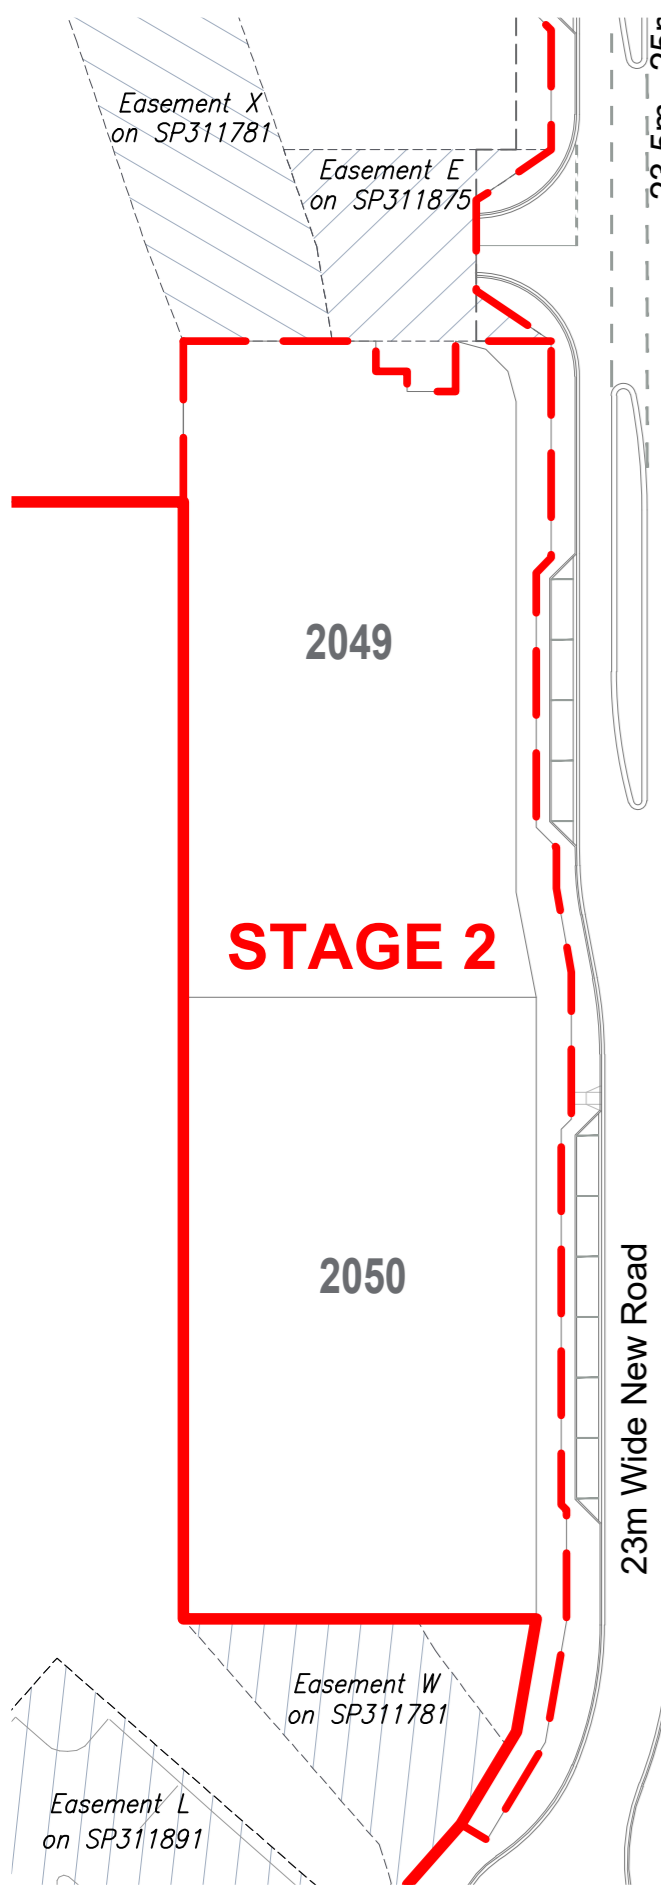 Easement X
on SP311781
Easement E
on SP311875
2049
STAGE 2
2050
23m Wide New Road
Easement W
on SP311781
Easement L
on SP311891